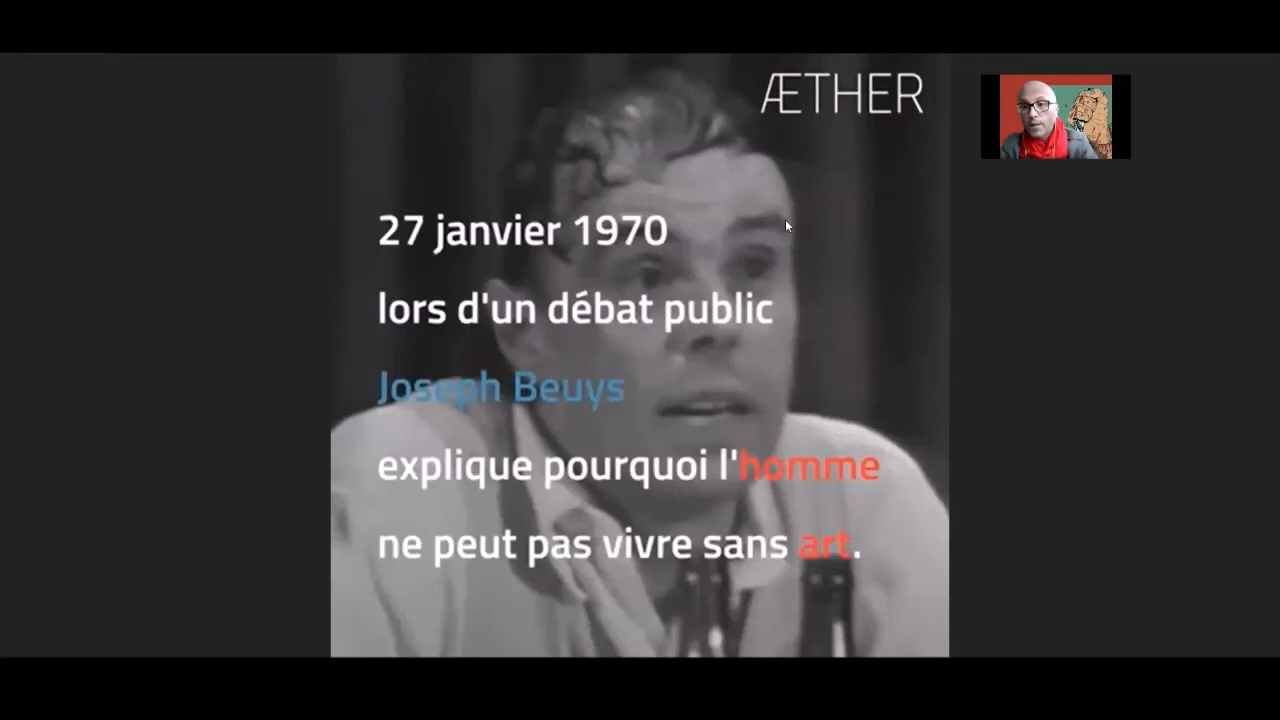 ÆTHER
27 janvier 1970
lors d'un débat public
Joseph Beuys
explique pourquoi l'homme
ne peut pas vivre sans art.